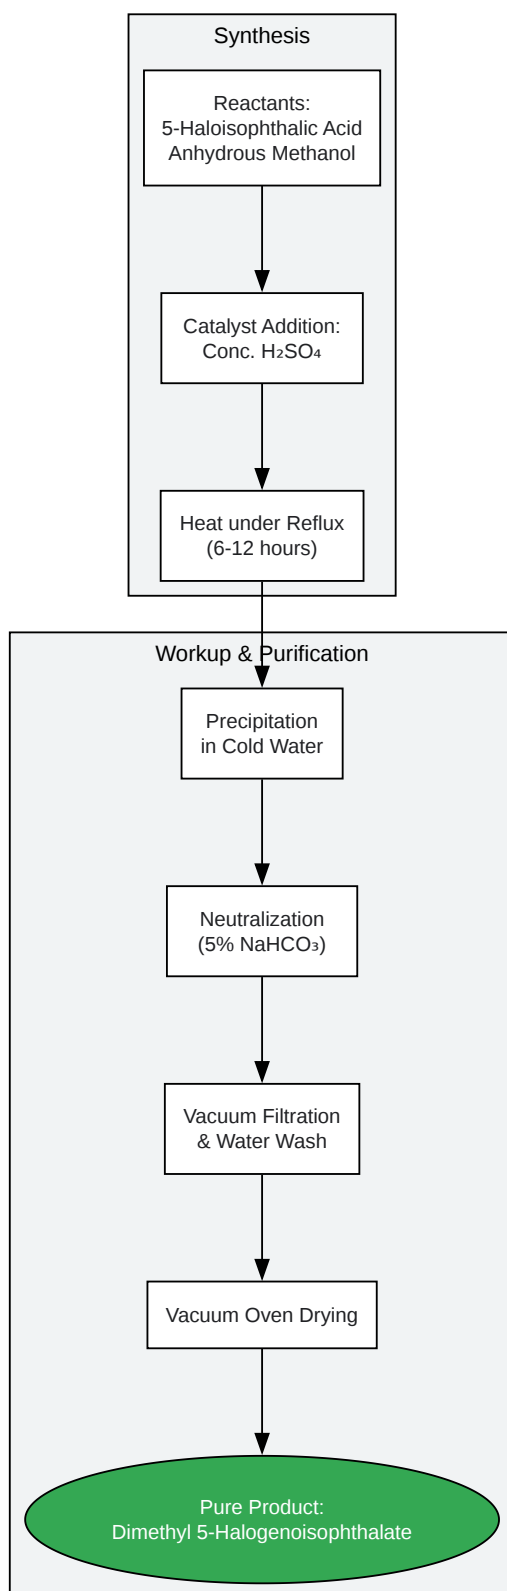 Synthesis
Reactants:
5-Haloisophthalic Acid
Anhydrous Methanol
Catalyst Addition:
Conc. H₂SO₄
Heat under Reflux
(6-12 hours)
Workup & Purification
Precipitation
in Cold Water
Neutralization
(5% NaHCO₃)
Vacuum Filtration
& Water Wash
Vacuum Oven Drying
Pure Product:
Dimethyl 5-Halogenoisophthalate